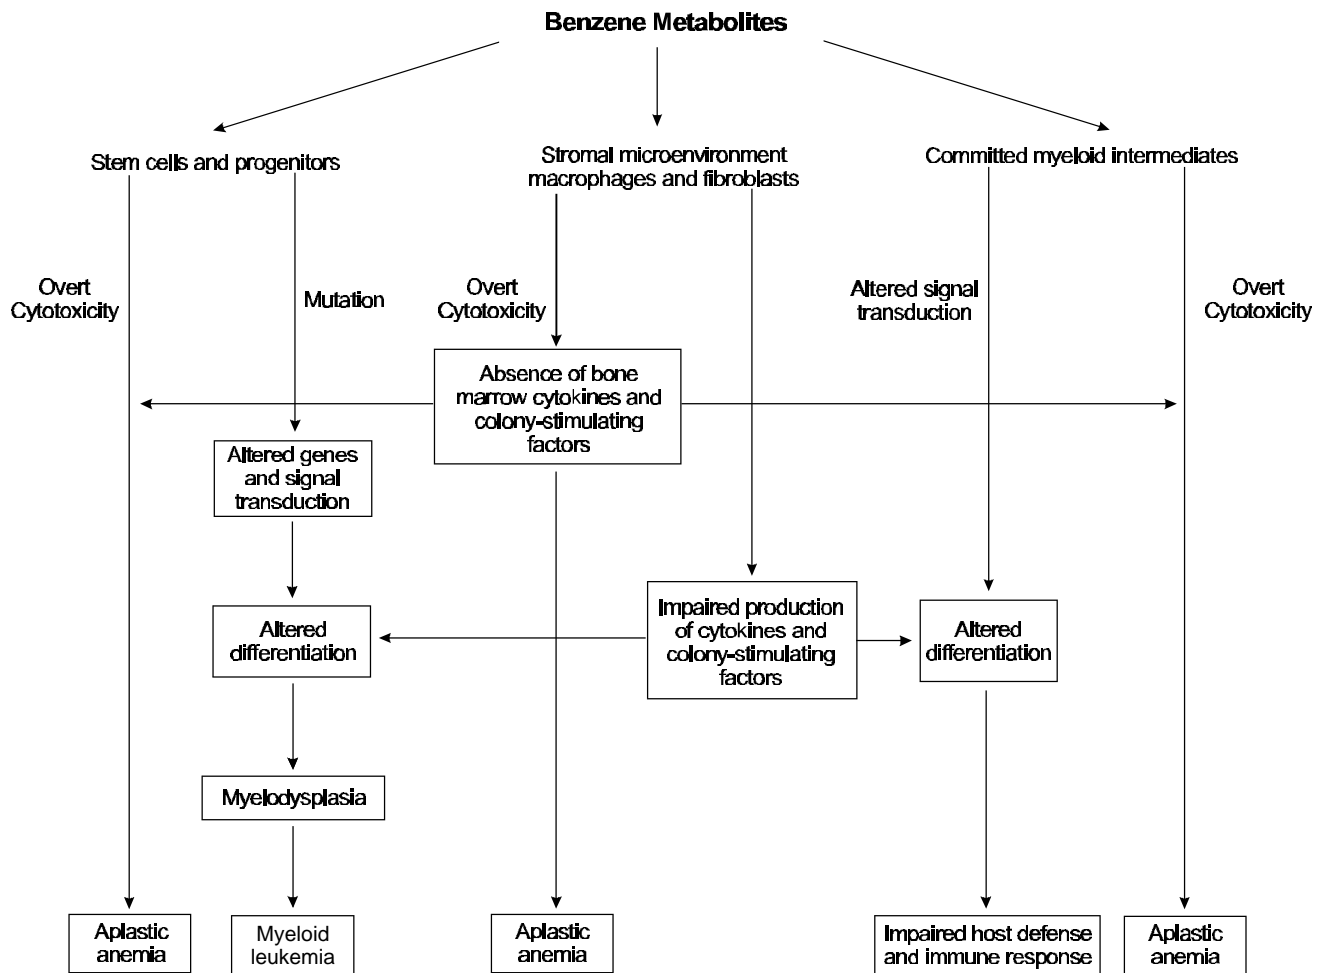 Benzene Metabolites
Stem cells and progenitors
Stromal microenvironment
macrophages and fibroblasts
Committed myeloid intermediates
Overt
Cytotoxicity
Mutation
Overt
Cytotoxicity
Altered signal
transduction
Overt
Cytotoxicity
Absence of bone
marrow cytokines and
colony-stimulating
factors
Altered genes
and signal
transduction
Altered
differentiation
Impaired production
of cytokines and
colony-stimulating
factors
Altered
differentiation
Myelodysplasia
Aplastic
anemia
Myeloid
leukemia
Aplastic
anemia
Impaired host defense
and immune response
Aplastic
anemia